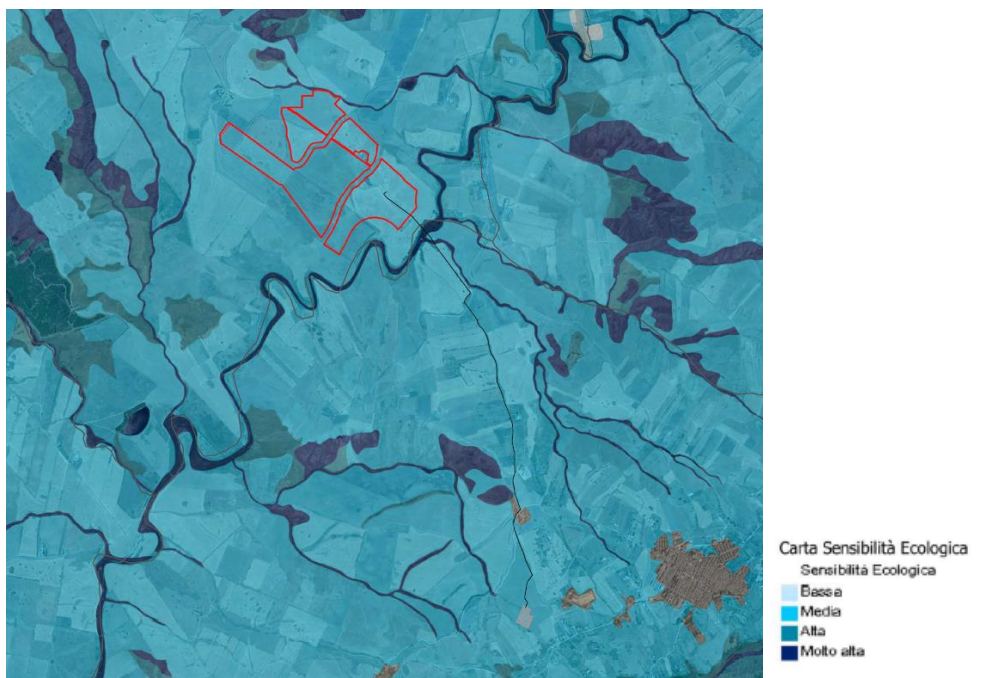 Carta Sensibilità Ecologica
Sensibilità Ecologica
Bassa
Media
Alta
Molto alta